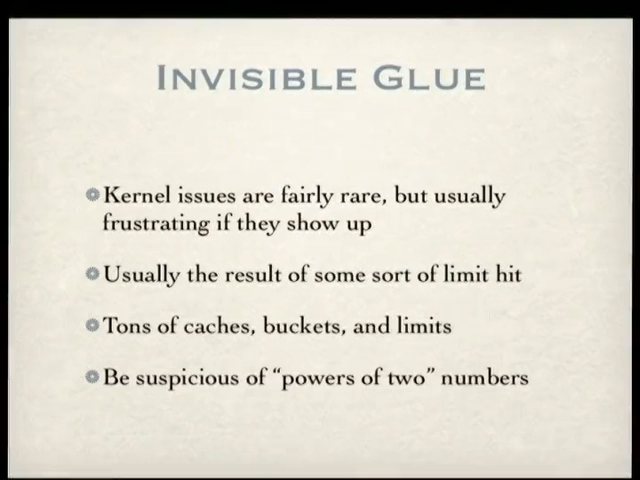 Invisible Glue
Kernel issues are fairly rare, but usually
frustrating if they show up
Usually the result of some sort of limit hit
Tons of caches, buckets, and limits
Be suspicious of “powers of two” numbers